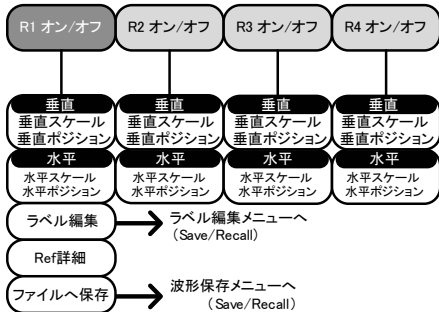 R1 オン/オフ R2 オン/オフ R3 オン/オフ R4 オン/オフ
垂直 垂直 垂直 垂直
垂直スケール 垂直スケール 垂直スケール 垂直スケール
垂直ポジション 垂直ポジション 垂直ポジション 垂直ポジション
水平 水平 水平 水平
水平スケール 水平スケール 水平スケール 水平スケール
水平ポジション 水平ポジション 水平ポジション 水平ポジション
ラベル編集 ラベル編集メニューへ
(Save/Recall)
Ref詳細
ファイルへ保存 波形保存メニューへ
(Save/Recall)